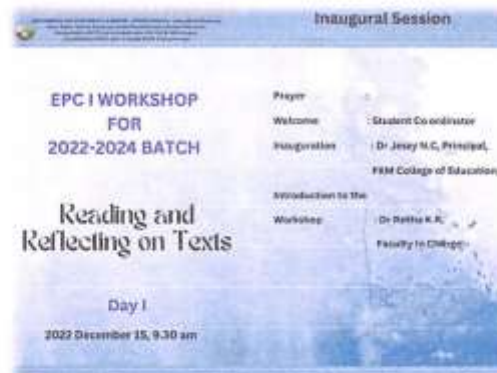 Inaugural Session
EPC I WORKSHOP
FOR
2022-2024 BATCH
Reading and
Reflecting on Texts
Day I
2022 December 15, 9.30 am
Prayer :
Welcome : Student Co ordinator
Inauguration : Dr Jessy N.C, Principal,
PKM College of Education
Introduction to the
Workshop : Dr Rekha K.R,
Faculty In Charge